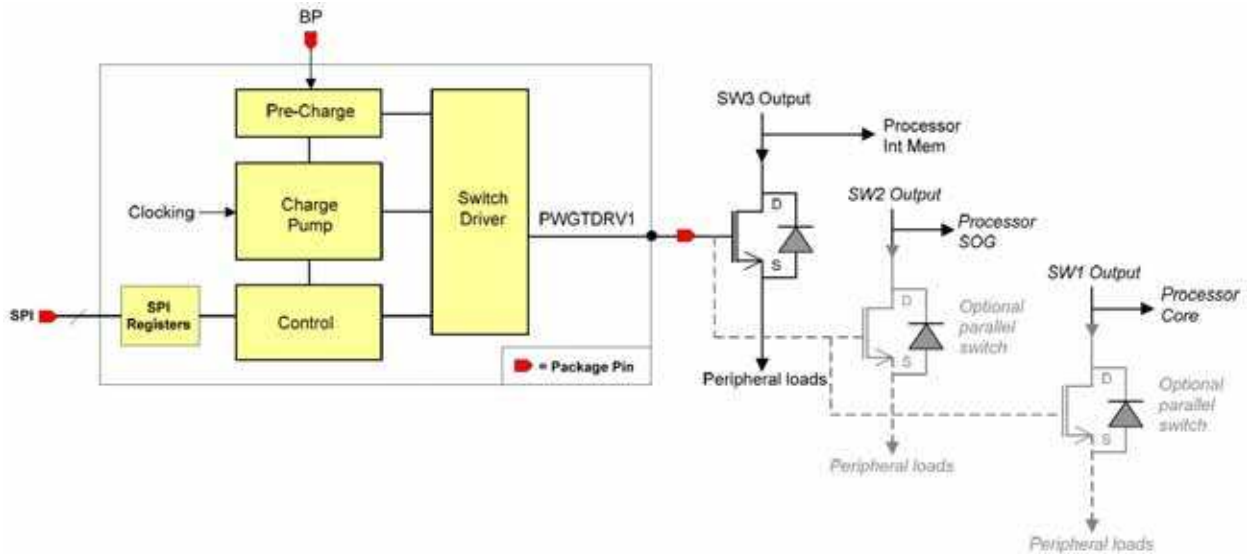 BP
Pre-Charge
Clocking
Charge
Pump
Switch
Driver
PWGTDRV1
SPI
SPI
Registers
Control
= Package Pin
SW3 Output
Processor
Int Mem
D
S
Peripheral loads
SW2 Output
Processor
SOG
D
S
Optional
parallel
switch
Peripheral loads
SW1 Output
Processor
Core
D
S
Optional
parallel
switch
Peripheral loads